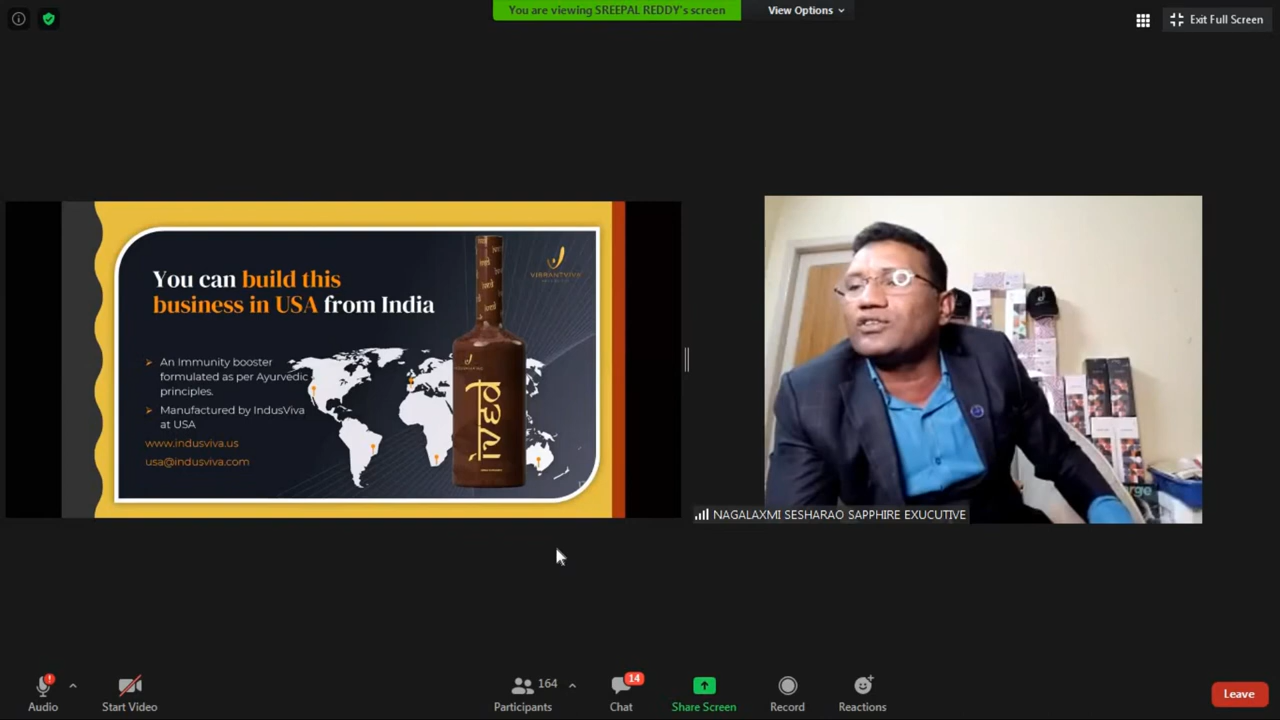 You are viewing SREEPAL REDDY's screen
View Options
Exit Full Screen
You can build this
business in USA from India
VIBRANTVIVA
An Immunity booster
formulated as per Ayurvedic
principles.
Manufactured by IndusViva
at USA
www.indusviva.us
usa@indusviva.com
ived
NAGALAXMI SESHARAO SAPPHIRE EXUCUTIVE
Audio
Start Video
164
Participants
14
Chat
Share Screen
Record
Reactions
Leave